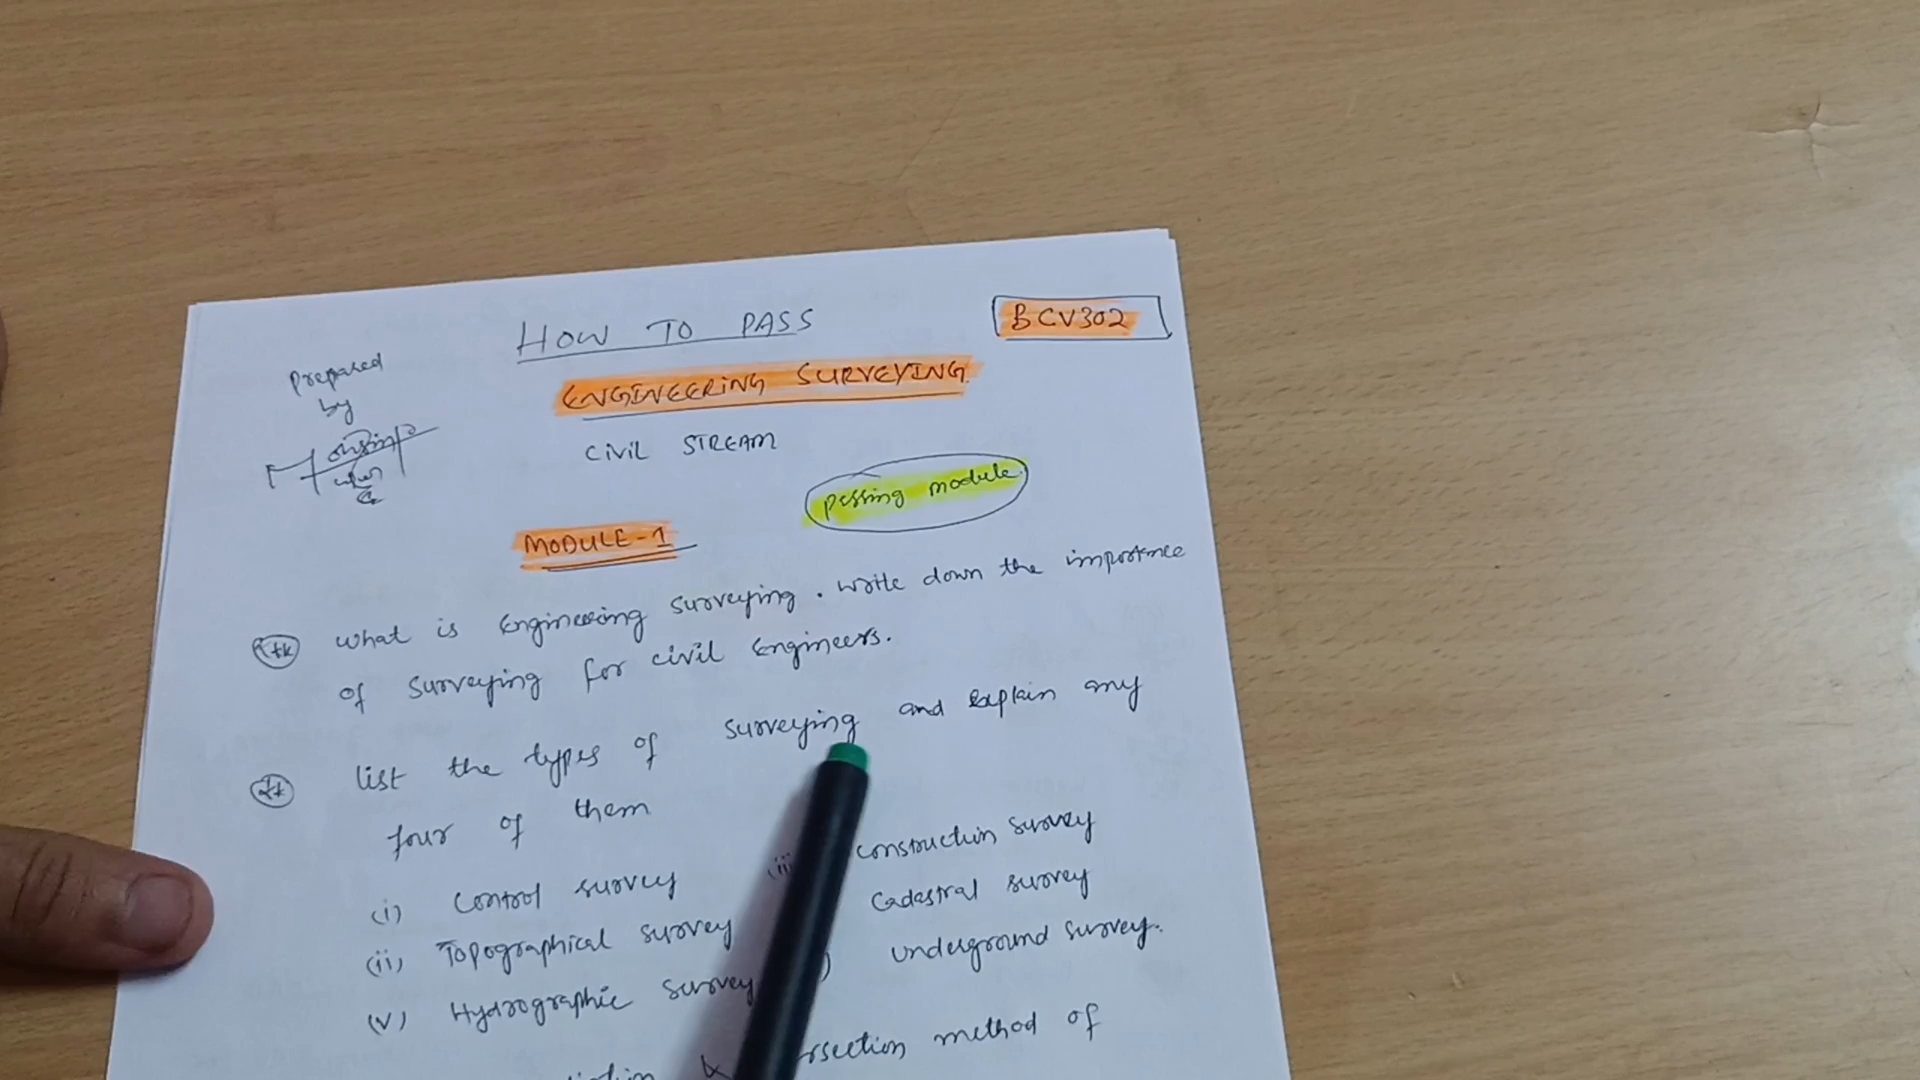 HOW TO PASS
BCV302
Prepared
by
ENGINEERING SURVEYING
CIVIL STREAM
Passing module
MODULE-1
What is Engineering surveying. Write down the importnce
of surveying for civil Engineers.
list the types of surveying and explain any
four of them
(i) Control survey
(iii construction survey
(ii) Topographical survey
Cadastral survey
(v) Hydrographic survey
) underground survey.
method of